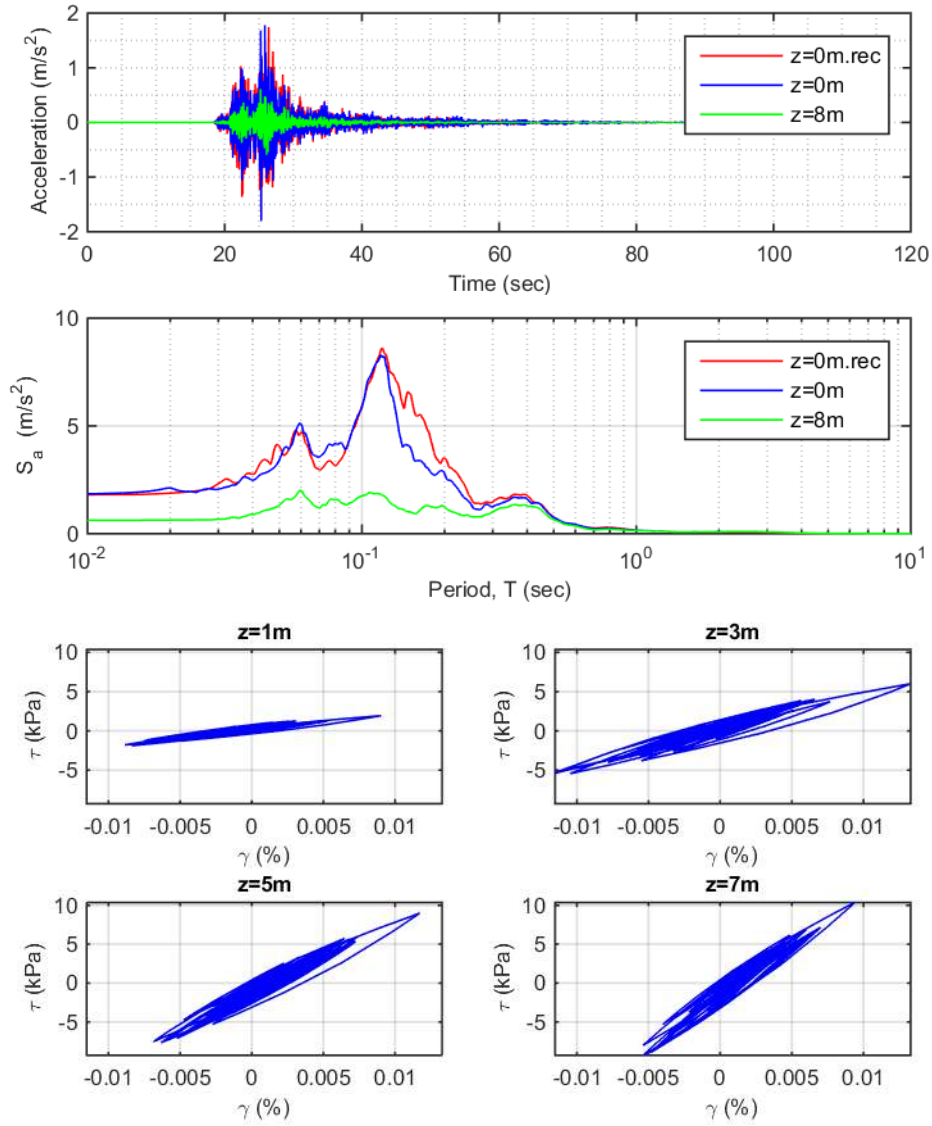 2
1
0
-1
-2
Acceleration (m/s²)
z=0m.rec
z=0m
z=8m
0 20 40 60 80 100 120
Time (sec)
10
5
0
S_a (m/s²)
z=0m.rec
z=0m
z=8m
10⁻² 10⁻¹ 10⁰ 10¹
Period, T (sec)
z=1m
10
5
0
-5
τ (kPa)
-0.01 -0.005 0 0.005 0.01
γ (%)
z=3m
10
5
0
-5
τ (kPa)
-0.01 -0.005 0 0.005 0.01
γ (%)
z=5m
10
5
0
-5
τ (kPa)
-0.01 -0.005 0 0.005 0.01
γ (%)
z=7m
10
5
0
-5
τ (kPa)
-0.01 -0.005 0 0.005 0.01
γ (%)